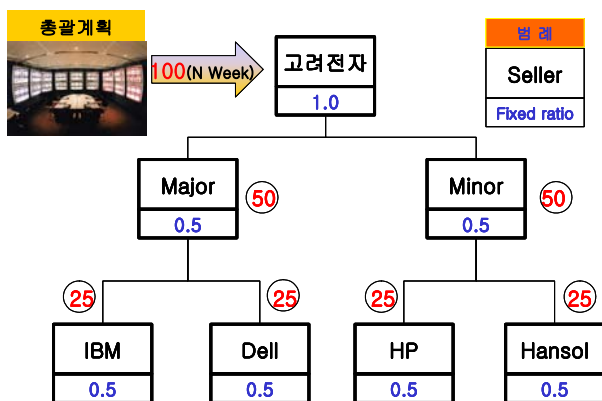 총괄계획
100(N Week)
고려전자
1.0
범 례
Seller
Fixed ratio
Major
0.5
50
Minor
0.5
50
25
25
25
25
IBM
0.5
Dell
0.5
HP
0.5
Hansol
0.5